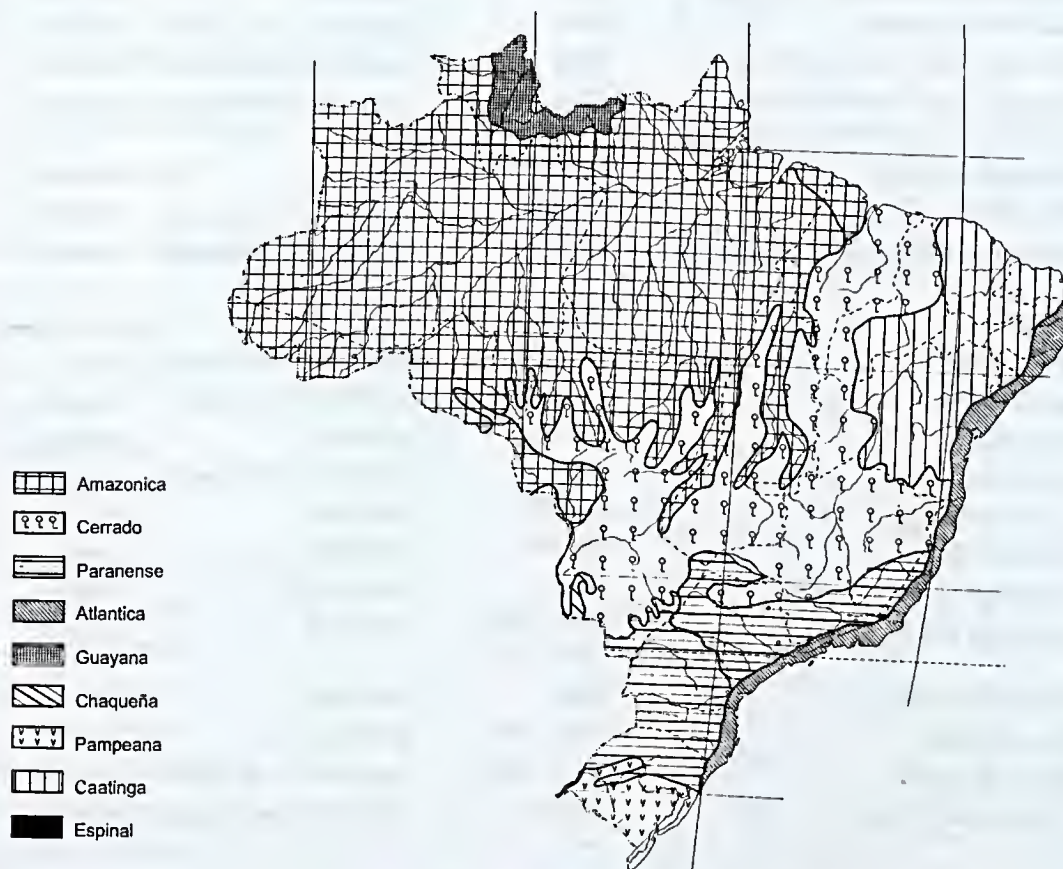 Amazonica
Cerrado
Paranense
Atlantica
Guayana
Chaqueña
Pampeana
Caatinga
Espinal